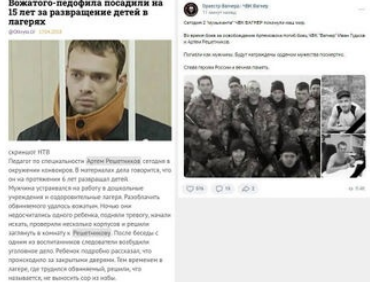 Вожатого-педофила посадили на
15 лет за развращение детей в
лагерях
скриншот НТВ
Педагог по специальности Артем Решетников сегодня в
окружении конвоиров. В материалах дела говорится, что
он на протяжении 6 лет развращал детей.
Мужчина устраивался на работу в дошкольные
учреждения и оздоровительные лагеря. Разоблачить
обвиняемого удалось вожатым. Ночью они
недосчитались одного ребенка, подняли тревогу, начали
искать, проверили несколько корпусов и решили
заглянуть в комнату к Решетникову. После беседы с
одним из воспитанников следователи возбудили
уголовное дело. Ребенок подробно рассказал, что
происходило за закрытыми дверями. Тем временем в
лагере, где трудился обвиняемый, решили, что
называется, не выносить сор из избы.
Оркестр Вагнера | ЧВК Вагнер
Сегодня 2 "музыканта" ЧВК ВАГНЕР покинули наш мир.
Во время боев за освобождение Артемовска погиб боец ЧВК "Вагнер" Иван Гудков
и Артем Решетников.
Погибли как мужчины. Будут награждены орденом мужества посмертно.
Слава героям России и вечная память.